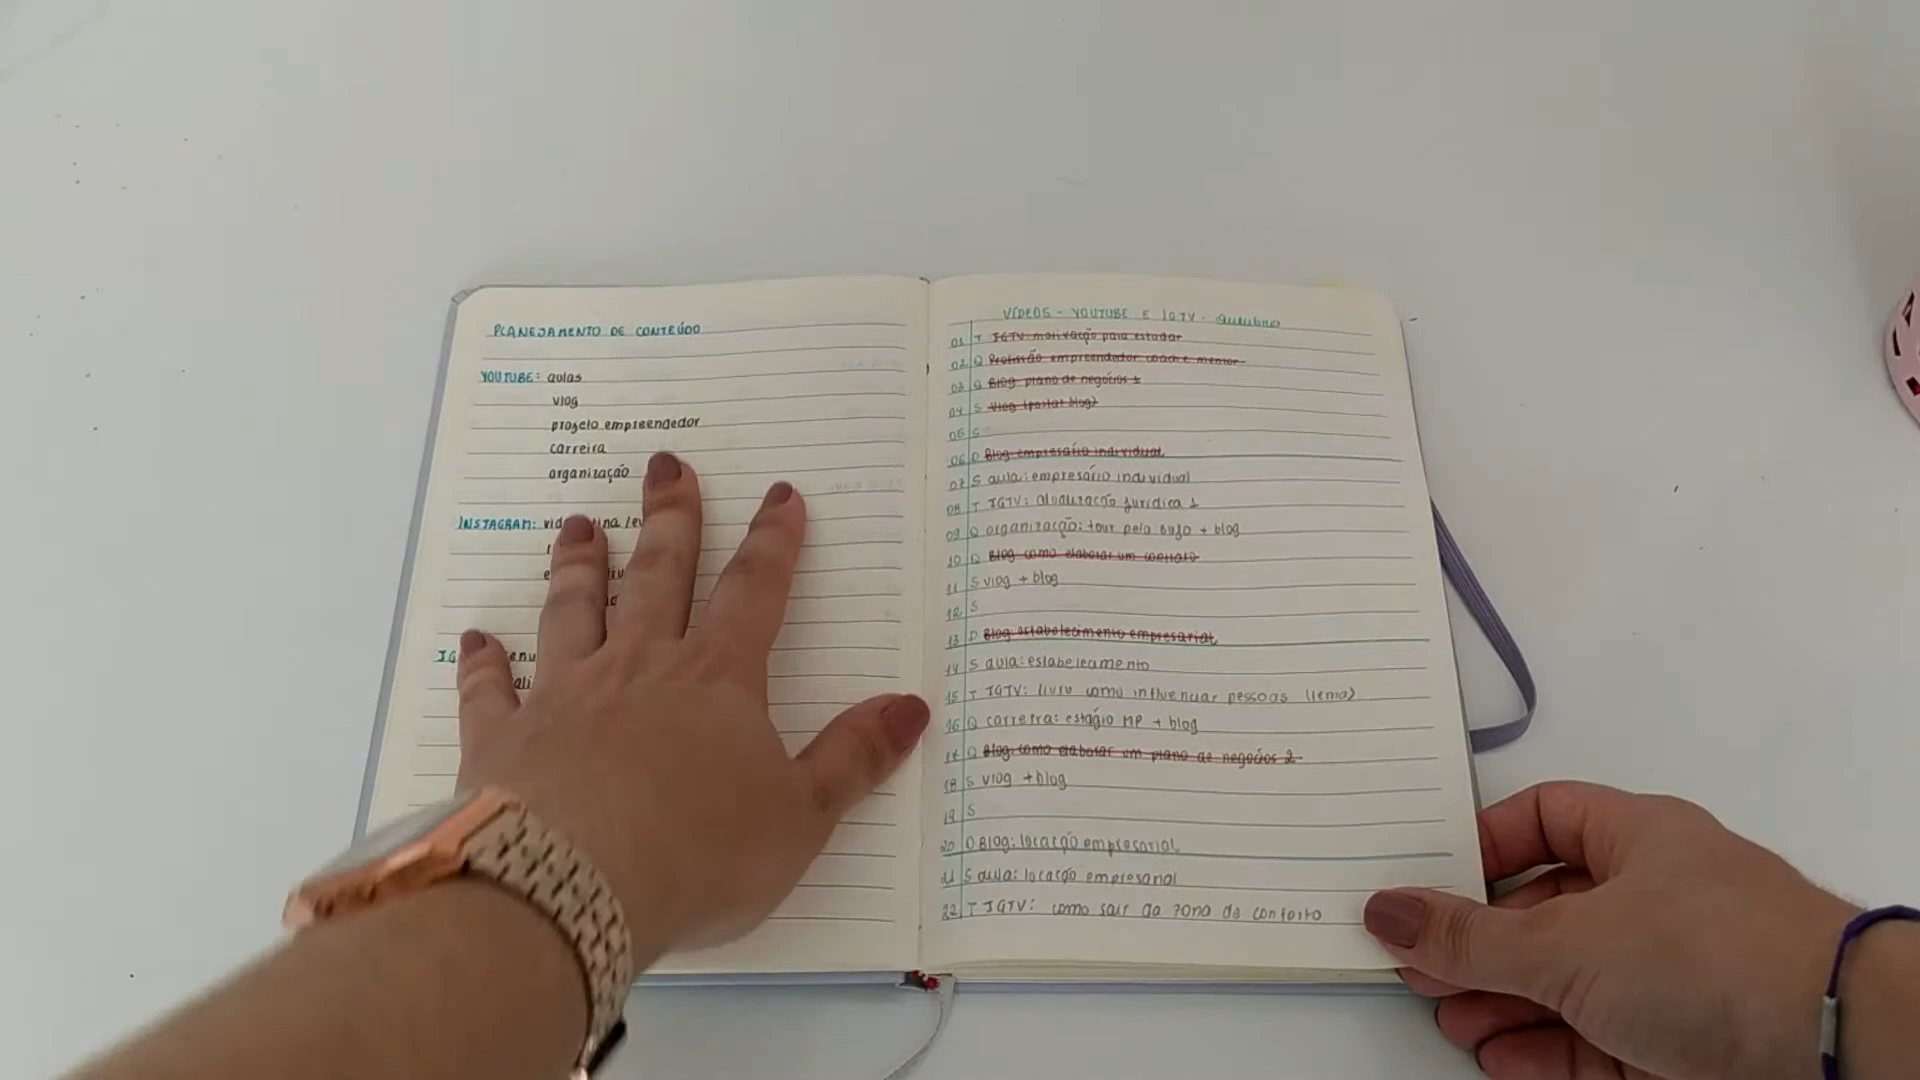 PLANEJAMENTO DE CONTEÚDO
YOUTUBE: aulas
vlog
projeto empreendedor
carreira
organização
INSTAGRAM:
VÍDEOS - YOUTUBE E IGTV - outubro
01 T IGTV: motivação para estudar
02 Q Profissão empreendedor coach e mentor
03 Q Blog: plano de negócios 1
04 S Vlog (postar blog)
05 S
06 D Blog: empresário individual
07 S aula: empresário individual
08 T IGTV: atualização jurídica 1
09 Q organização: tour pelo bujo + blog
10 Q Blog como elaborar um contrato
11 S vlog + blog
12 S
13 D Blog: estabelecimento empresarial
14 S aula: estabelecimento
15 T IGTV: livro como influenciar pessoas (tema)
16 Q carreira: estágio MP + blog
17 Q Blog: como elaborar um plano de negócios 2
18 S vlog + blog
19 S
20 D Blog: locação empresarial
21 S aula: locação empresarial
22 T IGTV: como sair da zona de conforto